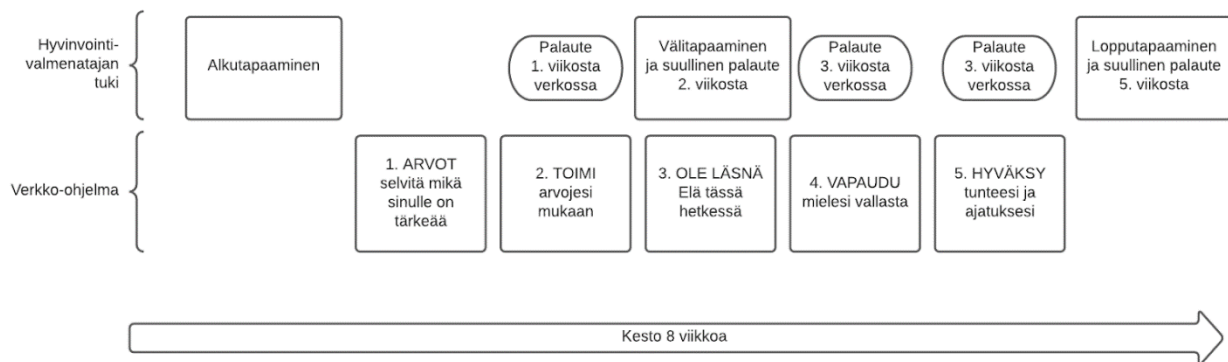 Hyvinvointi-
valmenatajan
tuki
Alkutapaaminen
Palaute
1. viikosta
verkossa
Välitapaaminen
ja suullinen palaute
2. viikosta
Palaute
3. viikosta
verkossa
Palaute
3. viikosta
verkossa
Lopputapaaminen
ja suullinen palaute
5. viikosta
Verkko-ohjelma
1. ARVOT
selvitä mikä
sinulle on
tärkeää
2. TOIMI
arvojesi
mukaan
3. OLE LÄSNÄ
Elä tässä
hetkessä
4. VAPAUDU
mielesi vallasta
5. HYVÄKSY
tunteesi ja
ajatuksesi
Kesto 8 viikkoa